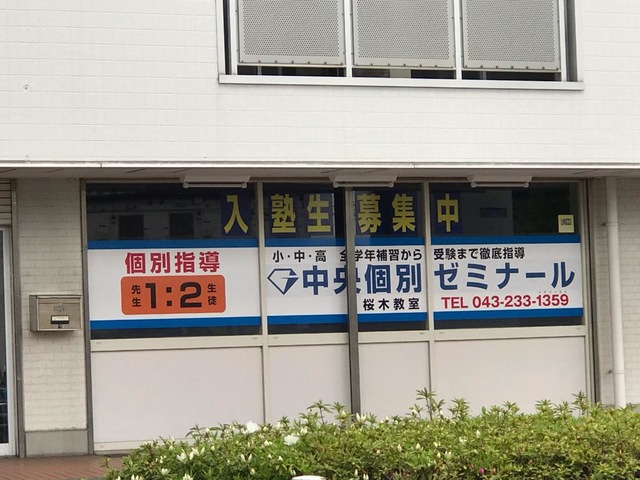 入塾生募集中
個別指導
先生 1:2 生徒
小・中・高 全学年補習から 受験まで徹底指導
中央個別 ゼミナール
桜木教室 TEL 043-233-1359